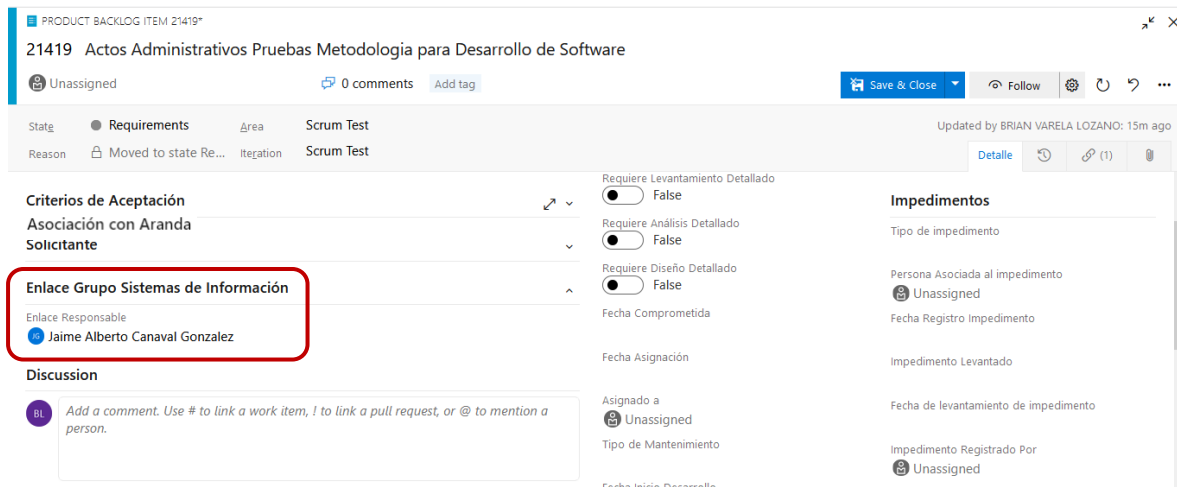 PRODUCT BACKLOG ITEM 21419*
21419 Actos Administrativos Pruebas Metodologia para Desarrollo de Software
Unassigned
0 comments
Add tag
Save & Close
Follow
State
Requirements
Area
Scrum Test
Updated by BRIAN VARELA LOZANO: 15m ago
Reason
Moved to state Re...
Iteration
Scrum Test
Detalle
(1)
Criterios de Aceptación
Asociación con Aranda
Solicitante
Enlace Grupo Sistemas de Información
Enlace Responsable
JG
Jaime Alberto Canaval Gonzalez
Discussion
BL
Add a comment. Use # to link a work item, ! to link a pull request, or @ to mention a
person.
Requiere Levantamiento Detallado
False
Requiere Análisis Detallado
False
Requiere Diseño Detallado
False
Fecha Comprometida
Fecha Asignación
Asignado a
Unassigned
Tipo de Mantenimiento
Fecha Inicio Desarrollo
Impedimentos
Tipo de impedimento
Persona Asociada al impedimento
Unassigned
Fecha Registro Impedimento
Impedimento Levantado
Fecha de levantamiento de impedimento
Impedimento Registrado Por
Unassigned